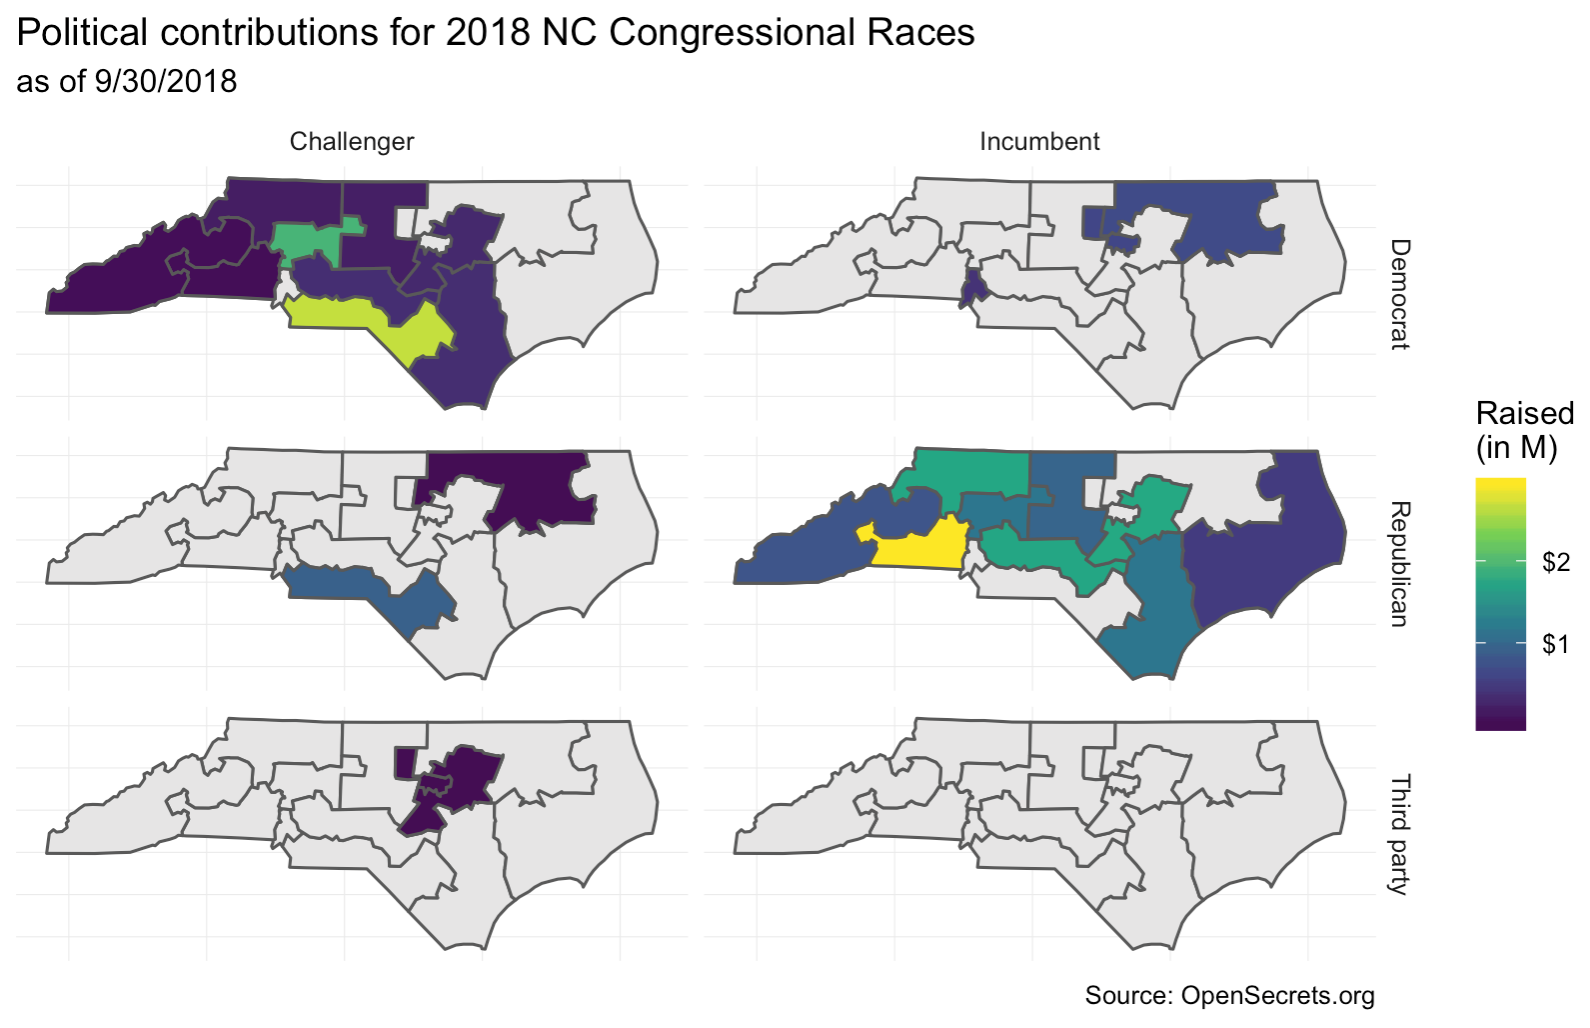 Political contributions for 2018 NC Congressional Races
as of 9/30/2018
Challenger
Incumbent
Democrat
Republican
Third party
Raised
(in M)
$2
$1
Source: OpenSecrets.org